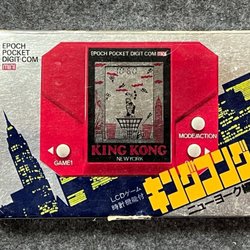 EPOCH
POCKET
DIGIT COM
EPOCH POCKET DIGIT COM
KING KONG
NEW YORK
MODE/ACTION
GAME1
LCDゲーム
時計機能付
キングコング
ニューヨーク